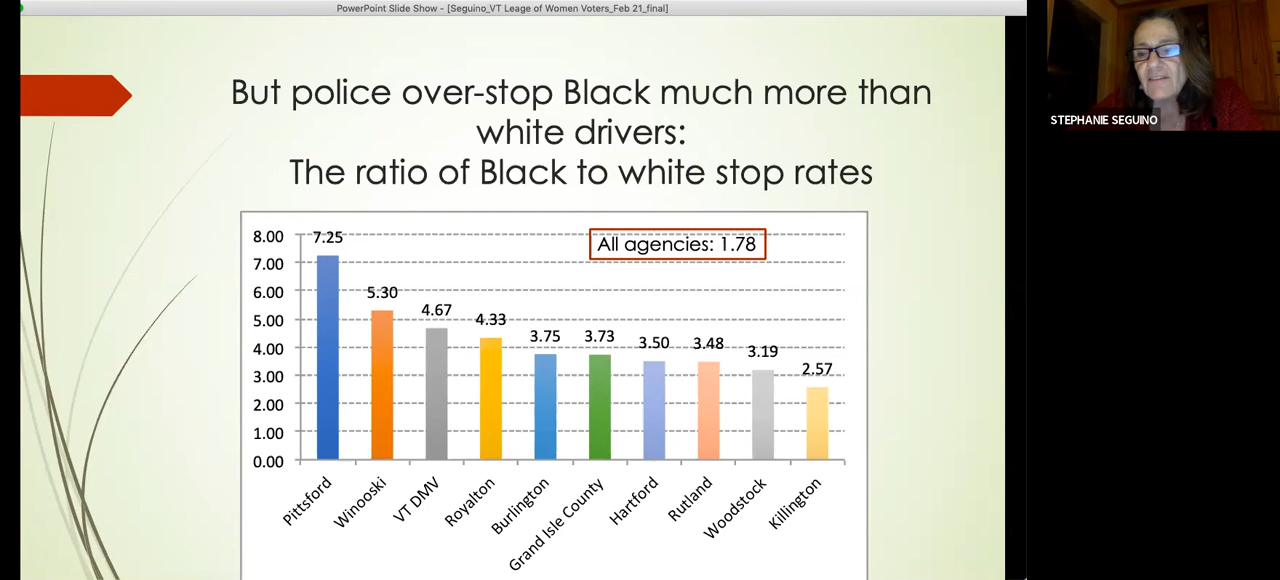 PowerPoint Slide Show - [Seguino_VT Leage of Women Voters_Feb 21_final]
STEPHANIE SEGUINO
But police over-stop Black much more than
white drivers:
The ratio of Black to white stop rates
All agencies: 1.78
8.00
7.00
6.00
5.00
4.00
3.00
2.00
1.00
0.00
7.25
5.30
4.67
4.33
3.75
3.73
3.50
3.48
3.19
2.57
Pittsford
Winooski
VT DMV
Royalton
Burlington
Grand Isle County
Hartford
Rutland
Woodstock
Killington